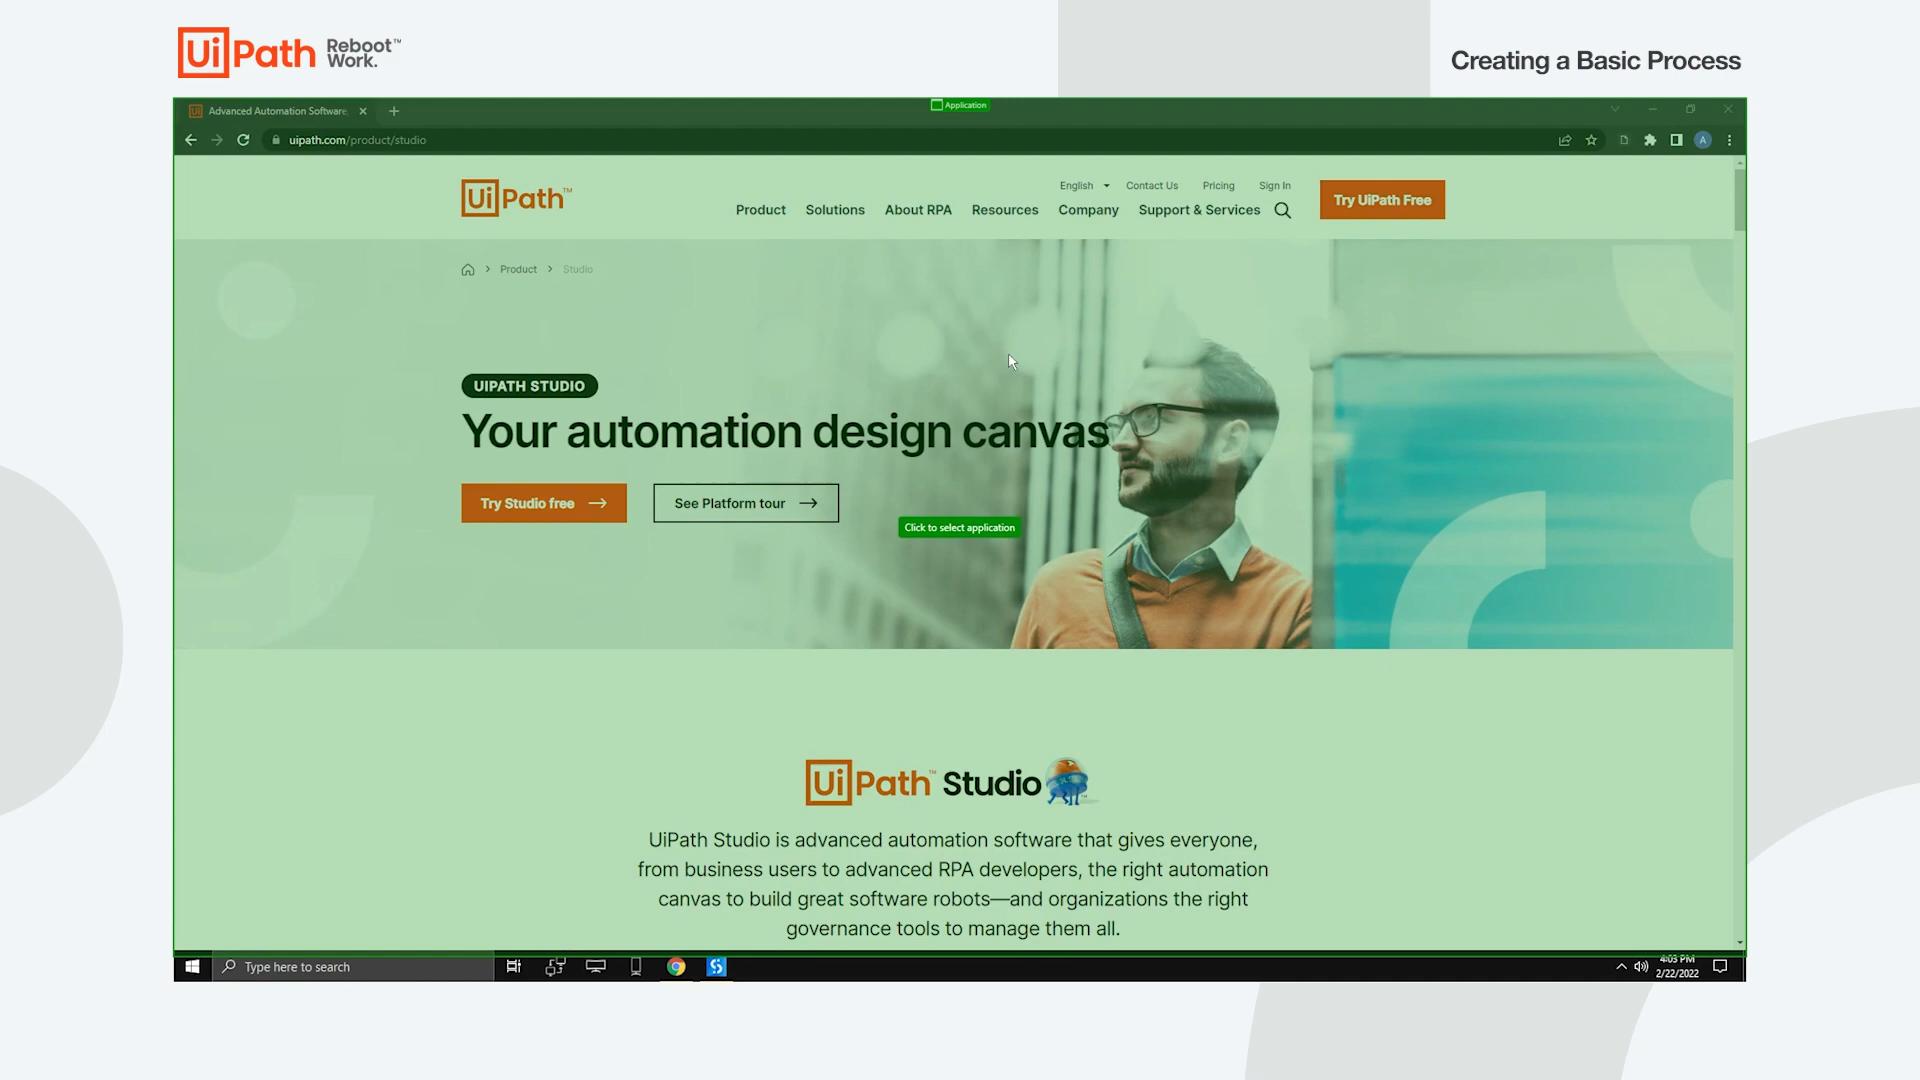 UiPath Reboot Work.™
Creating a Basic Process
Advanced Automation Software
Application
uipath.com/product/studio
A
UiPath™
English
Contact Us
Pricing
Sign In
Product
Solutions
About RPA
Resources
Company
Support & Services
Try UiPath Free
Product
Studio
UIPATH STUDIO
Your automation design canvas
Try Studio free
See Platform tour
Click to select application
UiPath™ Studio
UiPath Studio is advanced automation software that gives everyone,
from business users to advanced RPA developers, the right automation
canvas to build great software robots—and organizations the right
governance tools to manage them all.
Type here to search
4:03 PM
2/22/2022